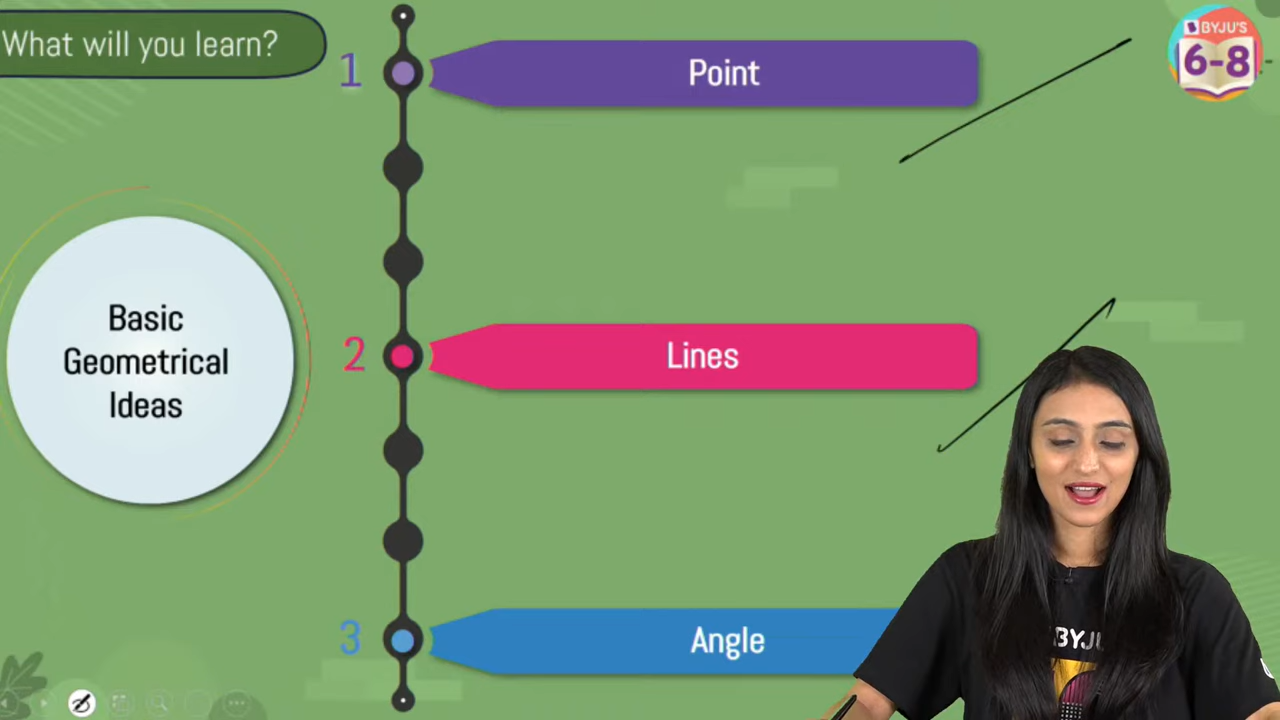 What will you learn?
1
Point
BYJU'S
6-8
Basic
Geometrical
Ideas
2
Lines
3
Angle
BYJU